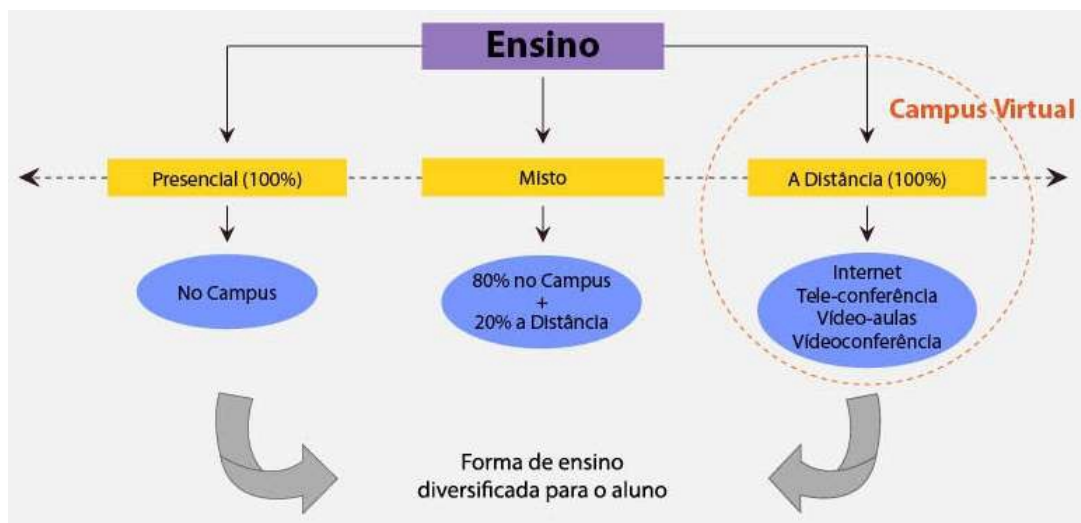 Ensino
Campus Virtual
Presencial (100%)
Misto
A Distância (100%)
No Campus
80% no Campus
+
20% a Distância
Internet
Tele-conferência
Vídeo-aulas
Vídeoconferência
Forma de ensino
diversificada para o aluno